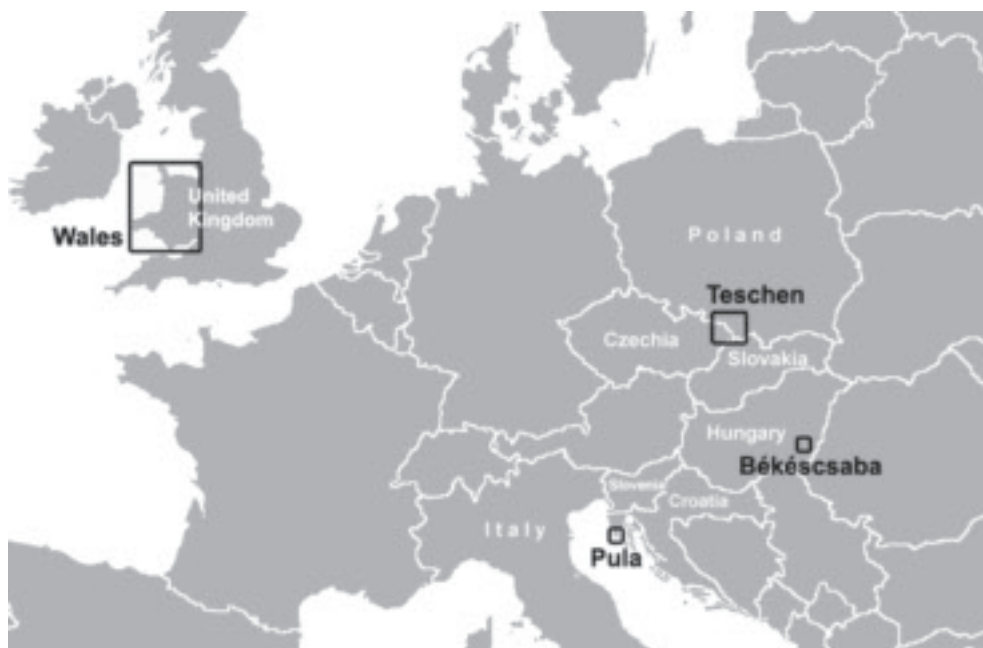 United
Kingdom
Wales
Poland
Teschen
Czechia
Slovakia
Hungary
Békéscsaba
Slovenia
Croatia
Italy
Pula